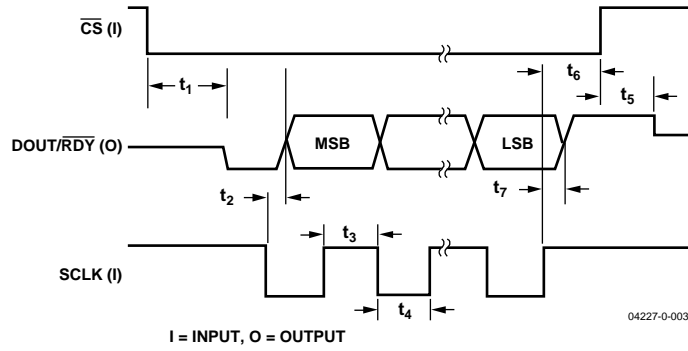 CS (I)
t1
t6
t5
DOUT/RDY (O)
MSB
LSB
t2
t7
t3
SCLK (I)
t4
04227-0-003
I = INPUT, O = OUTPUT